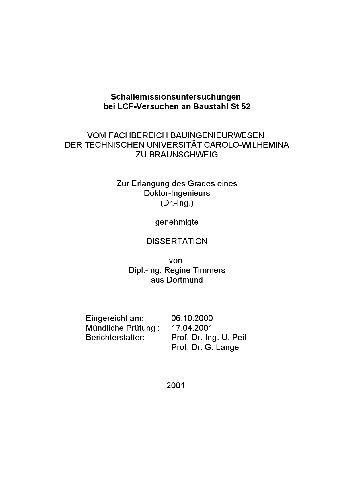 Schallemissionsuntersuchungen
bei LCF-Versuchen an Baustahl St 52
VOM FACHBEREICH BAUINGENIEURWESEN
DER TECHNISCHEN UNIVERSITÄT CAROLO-WILHELMINA
ZU BRAUNSCHWEIG
Zur Erlangung des Grades eines
Doktor-Ingenieurs
(Dr.-Ing.)
genehmigte
DISSERTATION
von
Dipl.-Ing. Regine Timmers
aus Dortmund
Eingereicht am: 06.10.2000
Mündliche Prüfung : 17.04.2001
Berichterstatter: Prof. Dr. Ing. U. Peil
Prof. Dr. G. Lange
2001